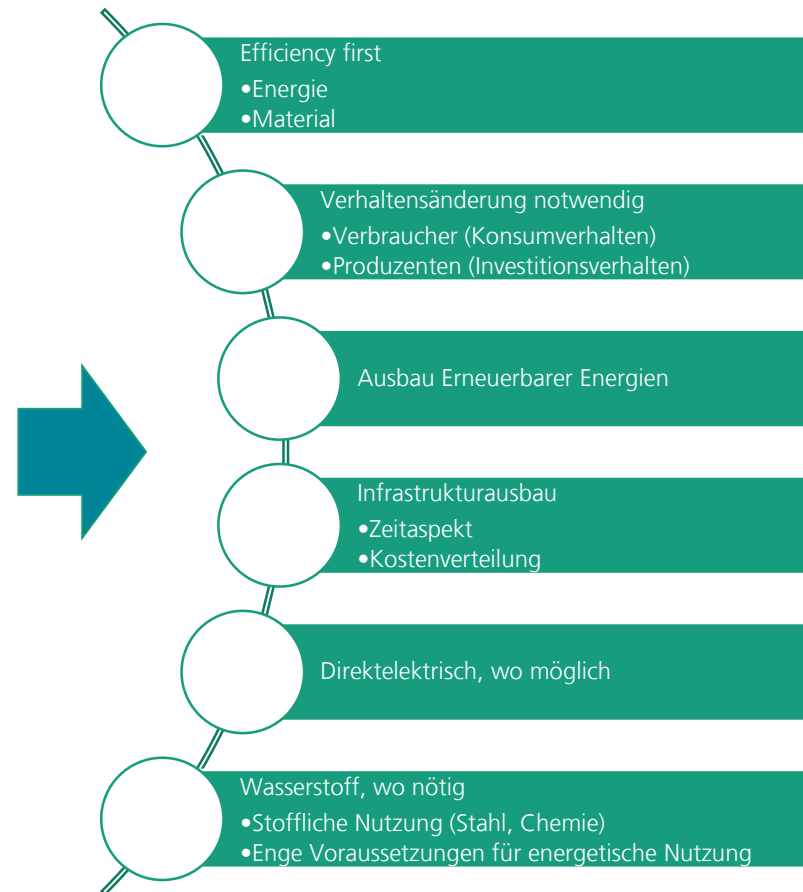 Efficiency first
•Energie
•Material
Verhaltensänderung notwendig
•Verbraucher (Konsumverhalten)
•Produzenten (Investitionsverhalten)
Ausbau Erneuerbarer Energien
Infrastrukturausbau
•Zeitaspekt
•Kostenverteilung
Direktelektrisch, wo möglich
Wasserstoff, wo nötig
•Stoffliche Nutzung (Stahl, Chemie)
•Enge Voraussetzungen für energetische Nutzung